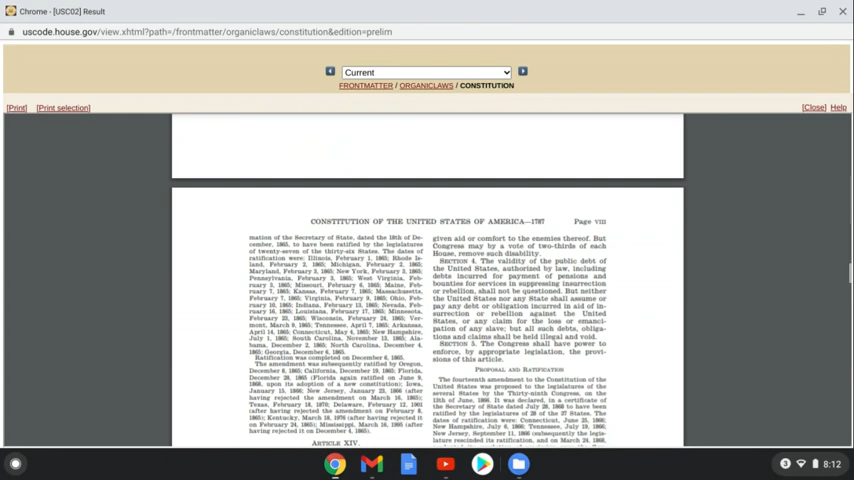 Chrome - [USC02] Result
uscode.house.gov/view.xhtml?path=/frontmatter/organiclaws/constitution&edition=prelim
Current
FRONTMATTER / ORGANICLAWS / CONSTITUTION
[Print] [Print selection]
[Close] Help
CONSTITUTION OF THE UNITED STATES OF AMERICA—1787 Page VIII
mation of the Secretary of State, dated the 18th of De-
cember, 1865, to have been ratified by the legislatures
of twenty-seven of the thirty-six States. The dates of
ratification were: Illinois, February 1, 1865; Rhode Is-
land, February 2, 1865; Michigan, February 2, 1865;
Maryland, February 3, 1865; New York, February 3, 1865;
Pennsylvania, February 3, 1865; West Virginia, Feb-
ruary 3, 1865; Missouri, February 6, 1865; Maine, Feb-
ruary 7, 1865; Kansas, February 7, 1865; Massachusetts,
February 7, 1865; Virginia, February 9, 1865; Ohio, Feb-
ruary 10, 1865; Indiana, February 13, 1865; Nevada, Feb-
ruary 16, 1865; Louisiana, February 17, 1865; Minnesota,
February 23, 1865; Wisconsin, February 24, 1865; Ver-
mont, March 9, 1865; Tennessee, April 7, 1865; Arkansas,
April 14, 1865; Connecticut, May 4, 1865; New Hampshire,
July 1, 1865; South Carolina, November 13, 1865; Ala-
bama, December 2, 1865; North Carolina, December 4,
1865; Georgia, December 6, 1865.
Ratification was completed on December 6, 1865.
The amendment was subsequently ratified by Oregon,
December 8, 1865; California, December 19, 1865; Florida,
December 28, 1865 (Florida again ratified on June 9,
1868, upon its adoption of a new constitution); Iowa,
January 15, 1866; New Jersey, January 23, 1866 (after
having rejected the amendment on March 16, 1865);
Texas, February 18, 1870; Delaware, February 12, 1901
(after having rejected the amendment on February 8,
1865); Kentucky, March 18, 1976 (after having rejected it
on February 24, 1865); Mississippi, March 16, 1995 (after
having rejected it on December 4, 1865).
ARTICLE XIV.
given aid or comfort to the enemies thereof. But
Congress may by a vote of two-thirds of each
House, remove such disability.
SECTION 4. The validity of the public debt of
the United States, authorized by law, including
debts incurred for payment of pensions and
bounties for services in suppressing insurrection
or rebellion, shall not be questioned. But neither
the United States nor any State shall assume or
pay any debt or obligation incurred in aid of in-
surrection or rebellion against the United
States, or any claim for the loss or emanci-
pation of any slave; but all such debts, obliga-
tions and claims shall be held illegal and void.
SECTION 5. The Congress shall have power to
enforce, by appropriate legislation, the provi-
sions of this article.
PROPOSAL AND RATIFICATION
The fourteenth amendment to the Constitution of the
United States was proposed to the legislatures of the
several States by the Thirty-ninth Congress, on the
13th of June, 1866. It was declared, in a certificate of
the Secretary of State dated July 28, 1868 to have been
ratified by the legislatures of 28 of the 37 States. The
dates of ratification were: Connecticut, June 25, 1866;
New Hampshire, July 6, 1866; Tennessee, July 19, 1866;
New Jersey, September 11, 1866 (subsequently the legis-
lature rescinded its ratification, and on March 24, 1868,
3
8:12